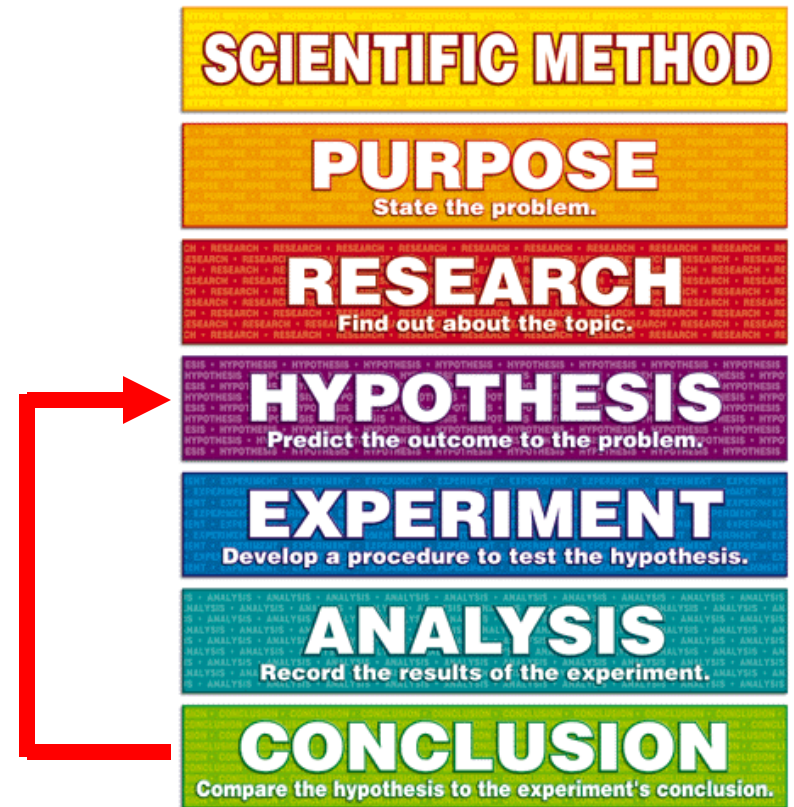 SCIENTIFIC METHOD
PURPOSE
State the problem.
RESEARCH
Find out about the topic.
HYPOTHESIS
Predict the outcome to the problem.
EXPERIMENT
Develop a procedure to test the hypothesis.
ANALYSIS
Record the results of the experiment.
CONCLUSION
Compare the hypothesis to the experiment's conclusion.